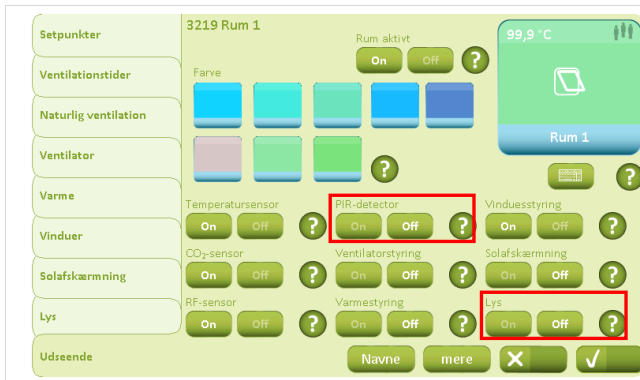 Setpunkter
Ventilationstider
Naturlig ventilation
Ventilator
Varme
Vinduer
Solafskærmning
Lys
Udseende
3219 Rum 1
Rum aktivt
On Off ?
Farve
?
99,9 °C
Rum 1
?
Temperatursensor PIR-detector Vinduesstyring
On Off ? On Off ? On Off ?
CO₂-sensor Ventilatorstyring Solafskærmning
On Off ? On Off ? On Off ?
RF-sensor Varmestyring Lys
On Off ? On Off ? On Off ?
Navne mere